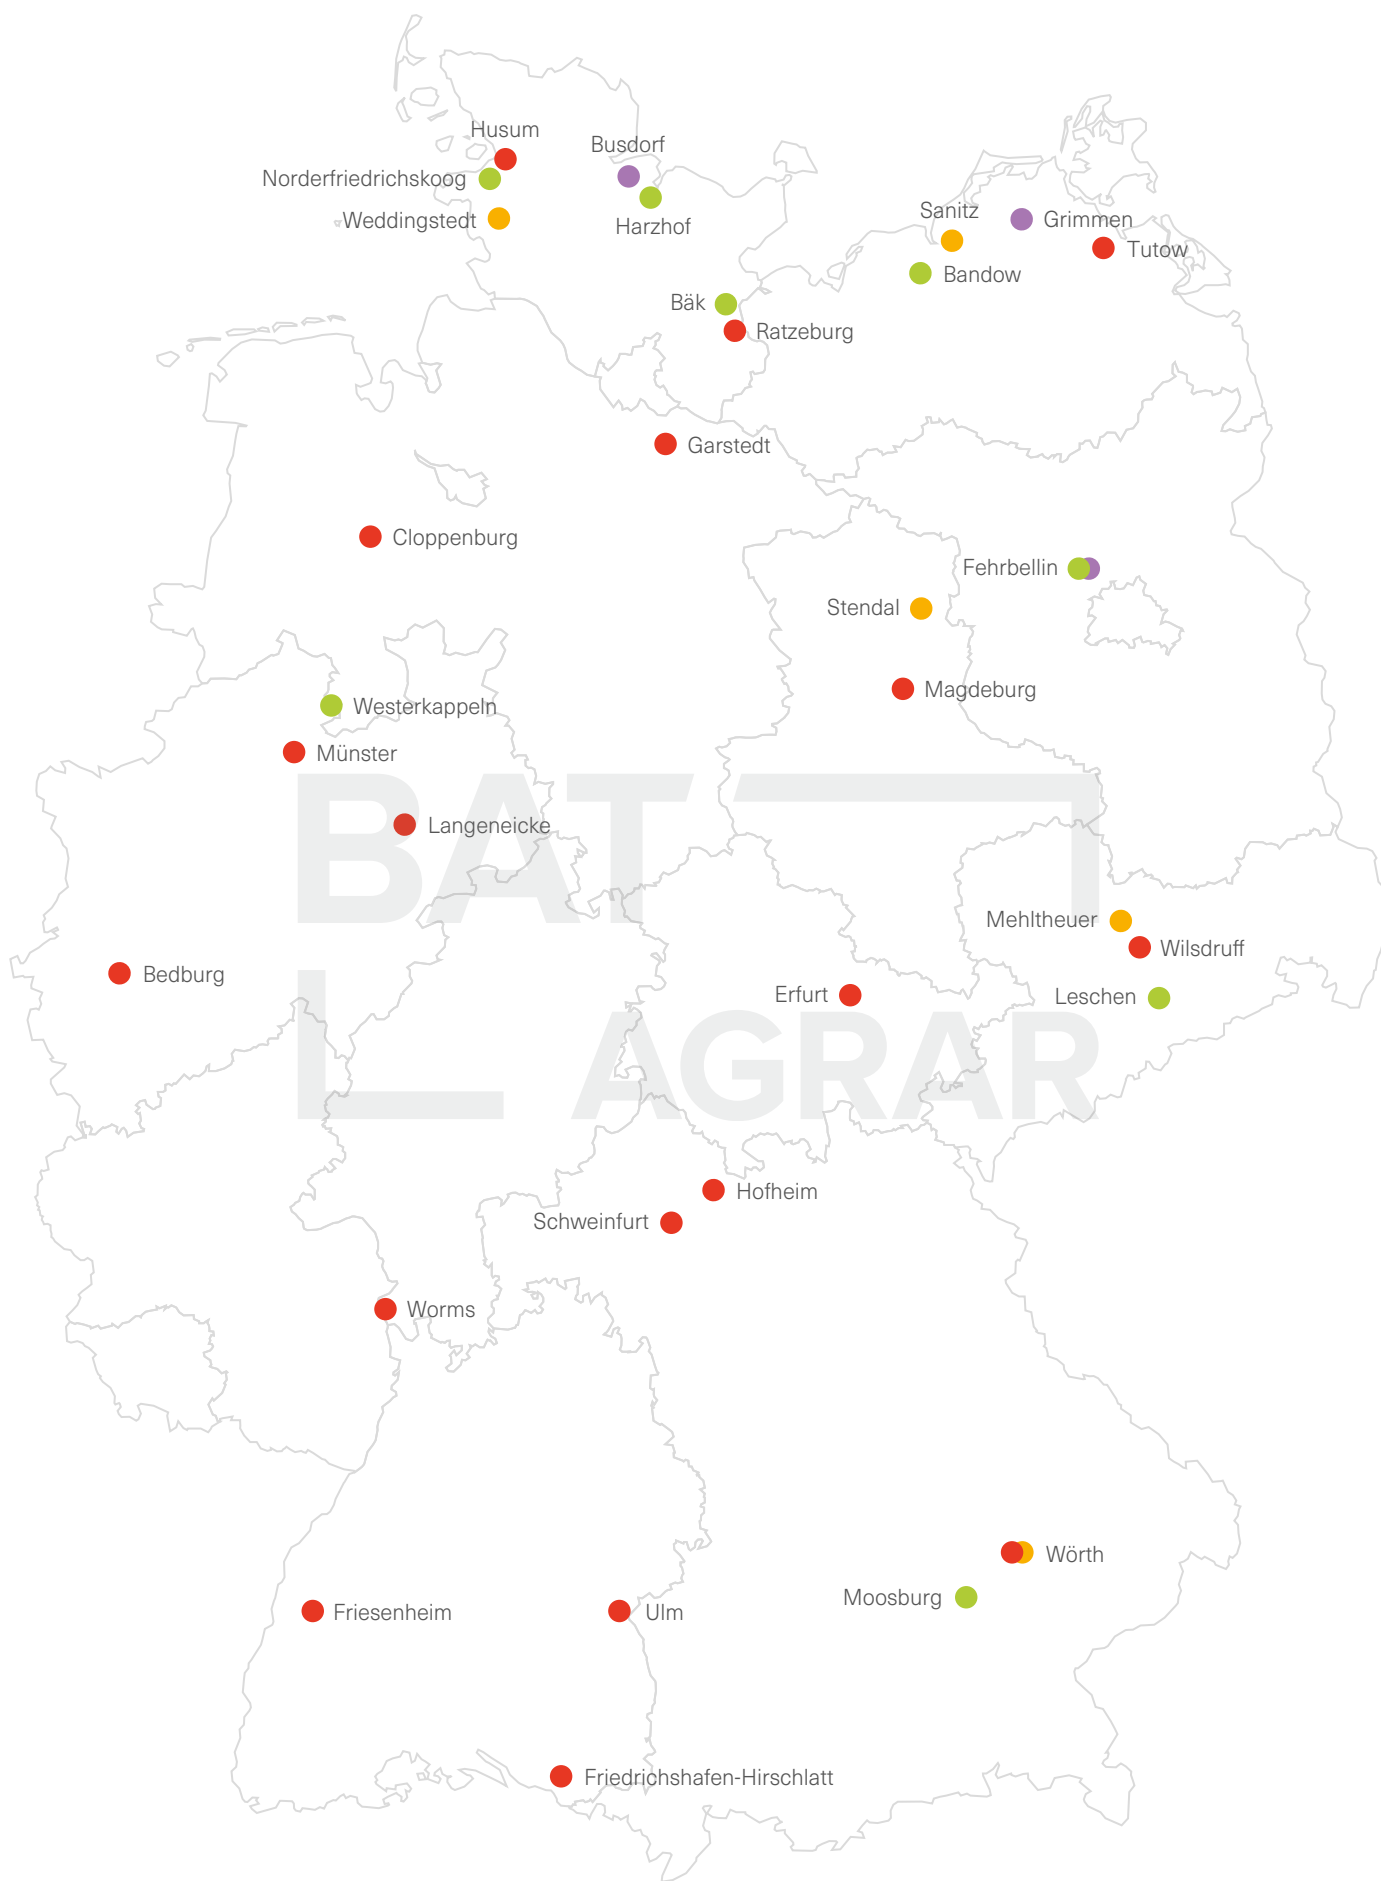 Husum
Busdorf
Norderfriedrichskoog
Weddingstedt
Harzhof
Sanitz
Grimmen
Tutow
Bandow
Bäk
Ratzeburg
Garstedt
Cloppenburg
Fehrbellin
Stendal
Magdeburg
Westerkappeln
Münster
BAT
Langeneicke
Mehltheuer
Wilsdruff
Bedburg
Erfurt
Leschen
AGRAR
Hofheim
Schweinfurt
Worms
Wörth
Moosburg
Friesenheim
Ulm
Friedrichshafen-Hirschlatt